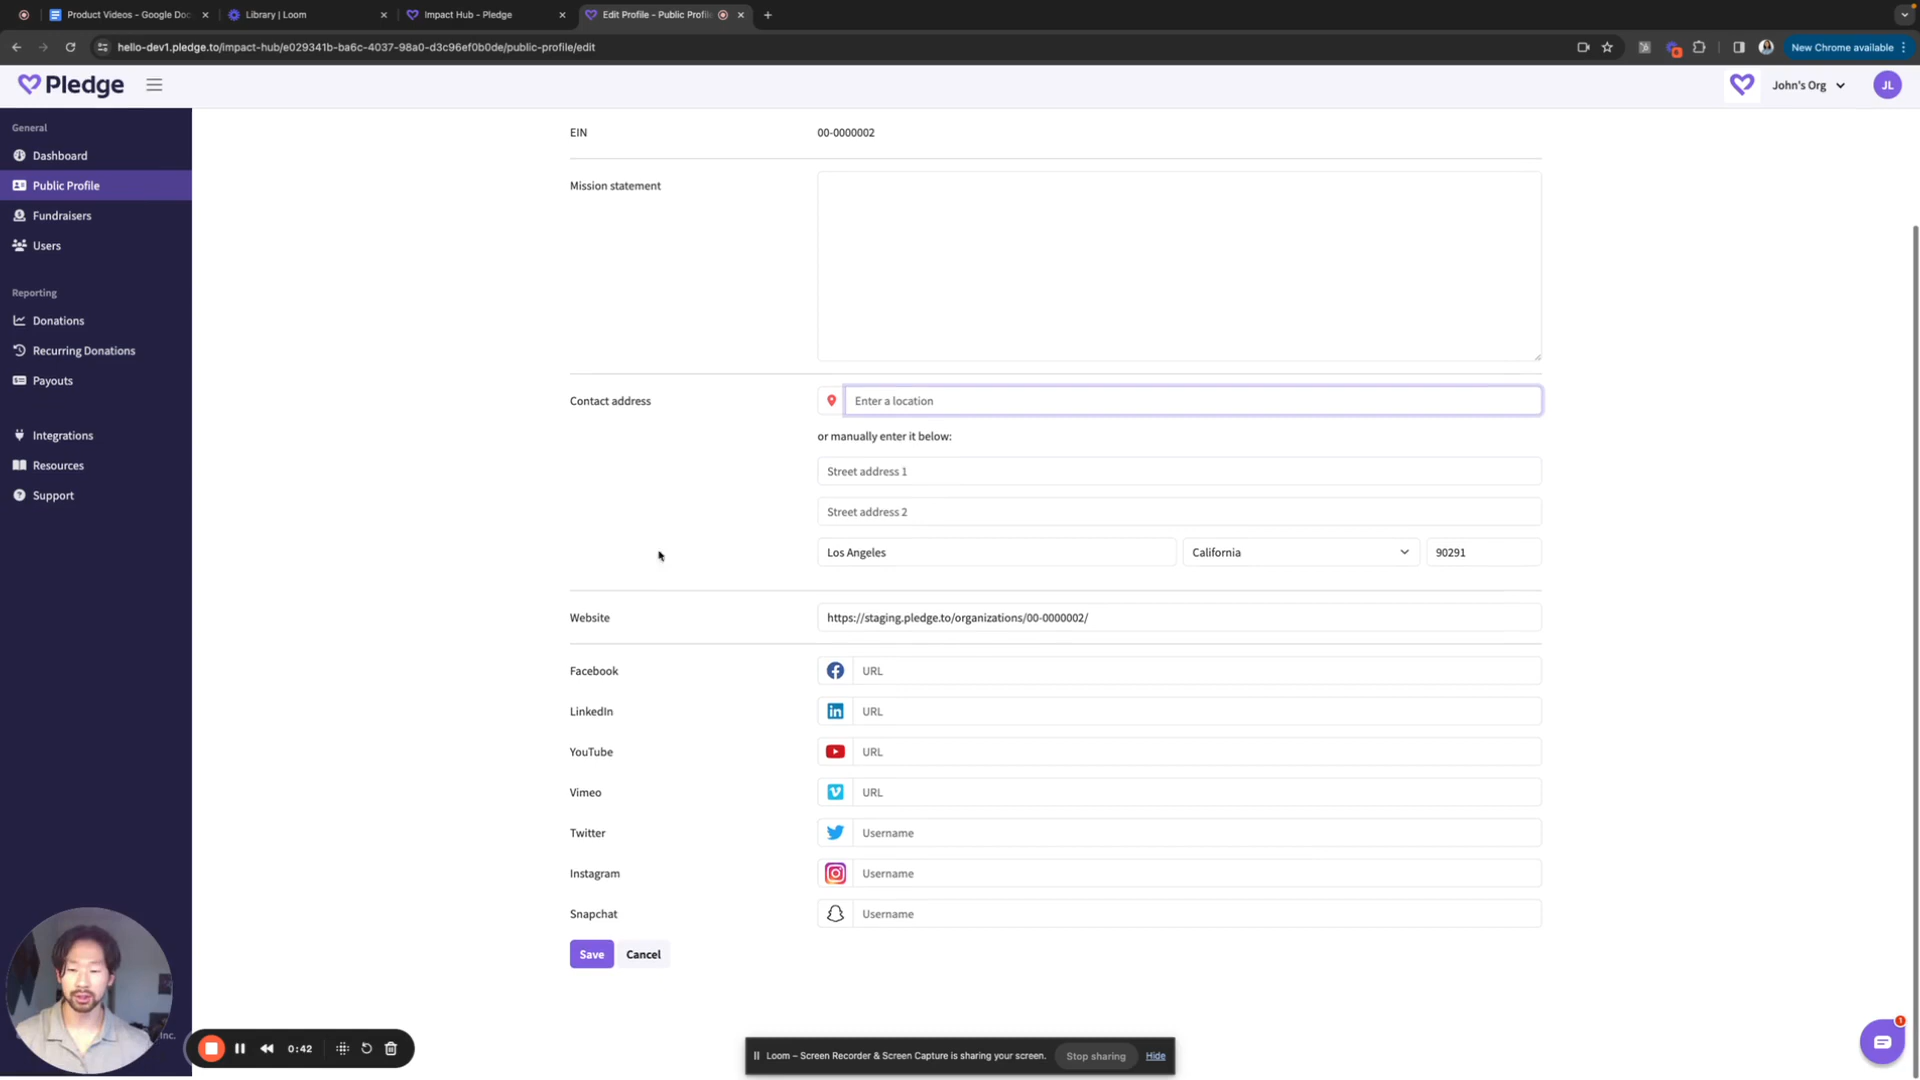 Product Videos - Google Doc
Library | Loom
Impact Hub - Pledge
Edit Profile - Public Profil
hello-dev1.pledge.to/impact-hub/e029341b-ba6c-4037-98a0-d3c96ef0b0de/public-profile/edit
New Chrome available
Pledge
John's Org
JL
General
Dashboard
Public Profile
Fundraisers
Users
Reporting
Donations
Recurring Donations
Payouts
Integrations
Resources
Support
EIN
00-0000002
Mission statement
Contact address
Enter a location
or manually enter it below:
Street address 1
Street address 2
Los Angeles
California
90291
Website
https://staging.pledge.to/organizations/00-0000002/
Facebook
URL
LinkedIn
URL
YouTube
URL
Vimeo
URL
Twitter
Username
Instagram
Username
Snapchat
Username
Save
Cancel
Inc.
0:42
Loom – Screen Recorder & Screen Capture is sharing your screen.
Stop sharing
Hide
1